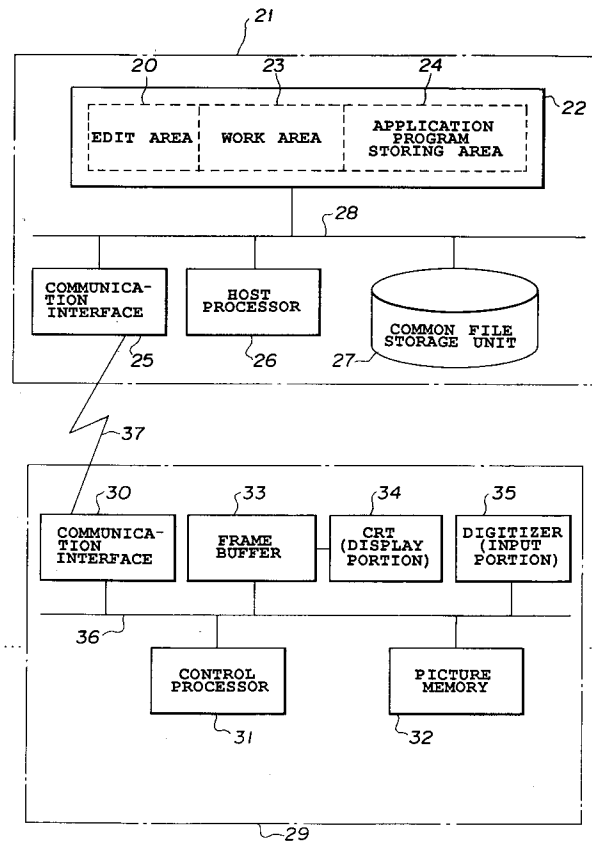 21
20
23
24
22
EDIT AREA
WORK AREA
APPLICATION
PROGRAM
STORING AREA
28
COMMUNICA-
TION
INTERFACE
HOST
PROCESSOR
COMMON FILE
STORAGE UNIT
25
26
27
37
30
33
34
35
COMMUNICA-
TION
INTERFACE
FRAME
BUFFER
CRT
(DISPLAY
PORTION)
DIGITIZER
(INPUT
PORTION)
36
CONTROL
PROCESSOR
PICTURE
MEMORY
31
32
29